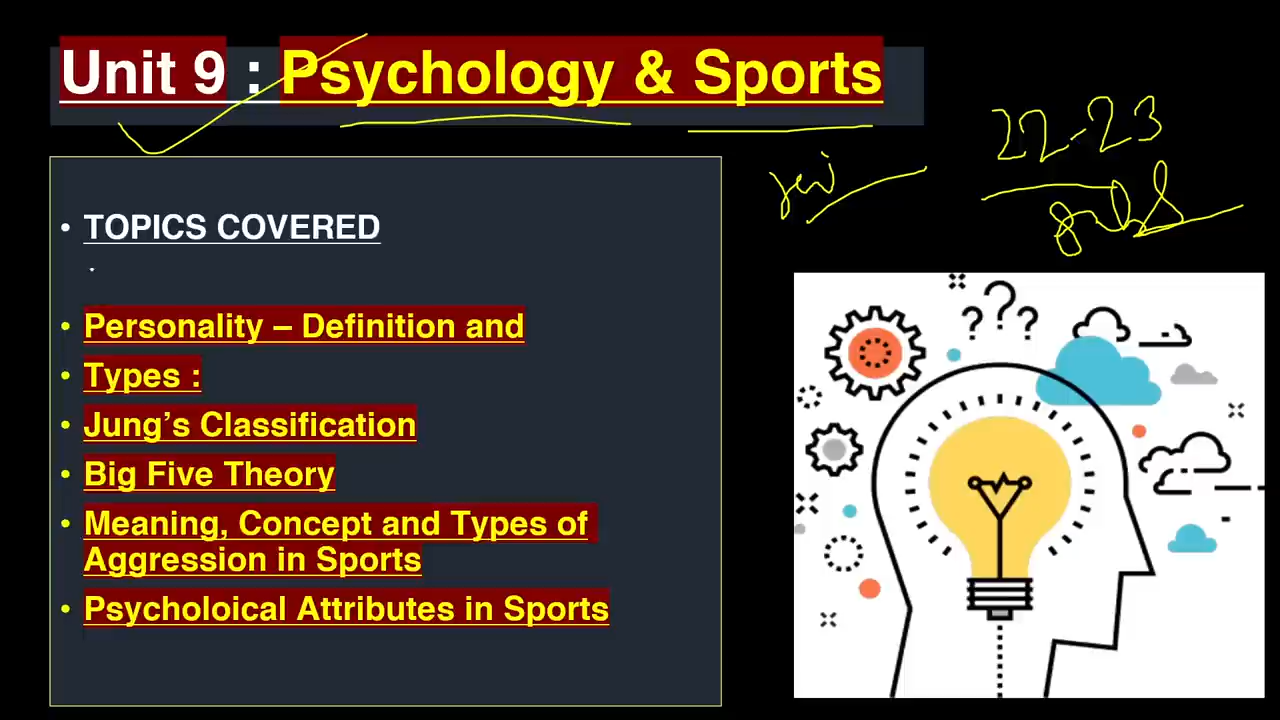 Unit 9 : Psychology & Sports
22-23
• TOPICS COVERED
• Personality – Definition and
• Types :
• Jung's Classification
• Big Five Theory
• Meaning, Concept and Types of
Aggression in Sports
• Psycholoical Attributes in Sports
???